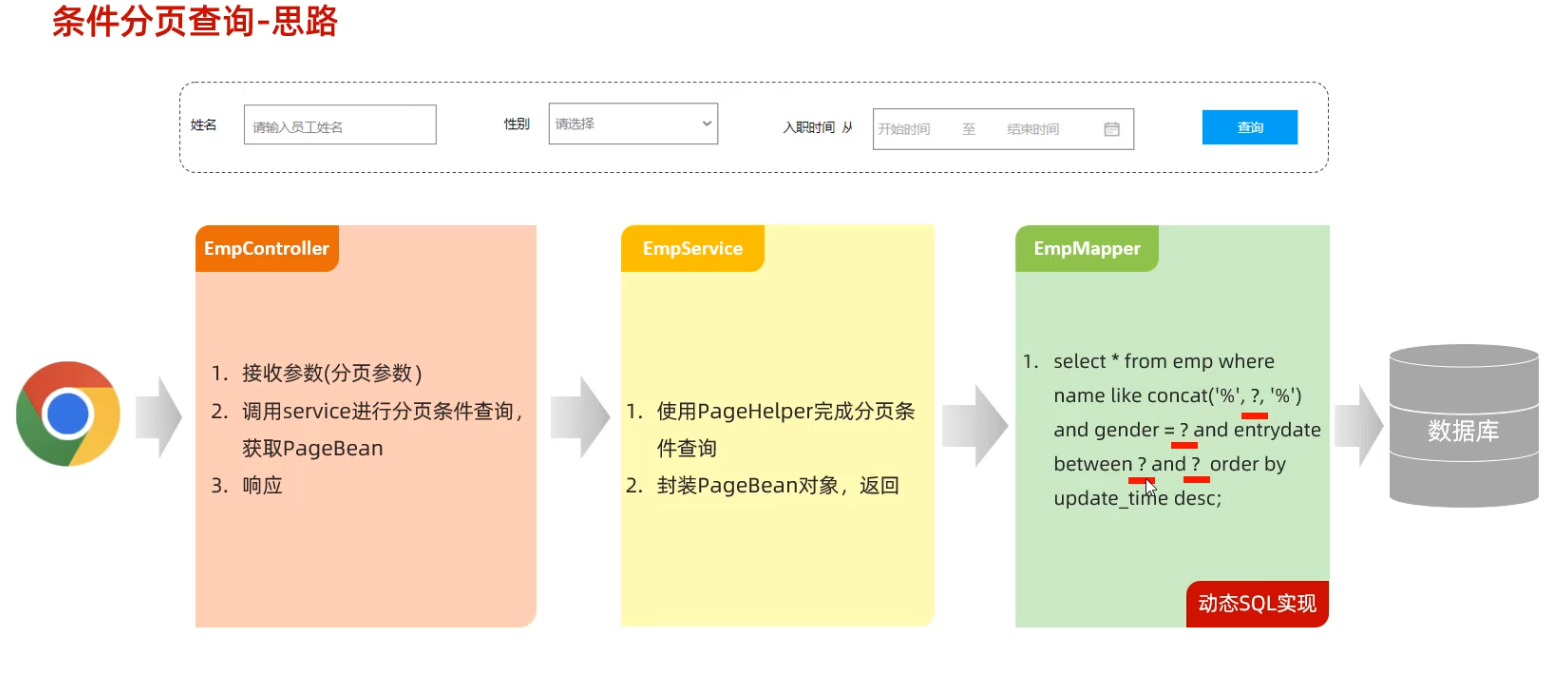 条件分页查询-思路
姓名
请输入员工姓名
性别
请选择
入职时间 从
开始时间
至
结束时间
查询
EmpController
1. 接收参数(分页参数)
2. 调用service进行分页条件查询，
获取PageBean
3. 响应
EmpService
1. 使用PageHelper完成分页条
件查询
2. 封装PageBean对象，返回
EmpMapper
1. select * from emp where
name like concat('%', ?, '%')
and gender = ? and entrydate
between ? and ? order by
update_time desc;
动态SQL实现
数据库